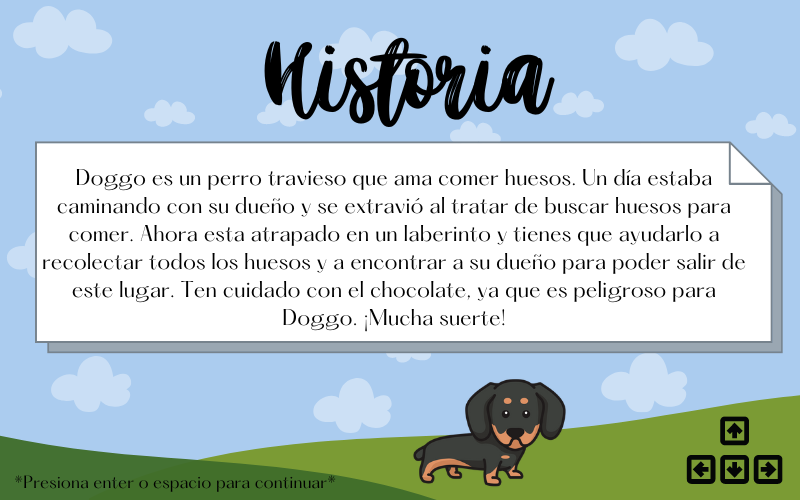 Historia
Doggo es un perro travieso que ama comer huesos. Un día estaba
caminando con su dueño y se extravió al tratar de buscar huesos para
comer. Ahora esta atrapado en un laberinto y tienes que ayudarlo a
recolectar todos los huesos y a encontrar a su dueño para poder salir de
este lugar. Ten cuidado con el chocolate, ya que es peligroso para
Doggo. ¡Mucha suerte!
*Presiona enter o espacio para continuar*